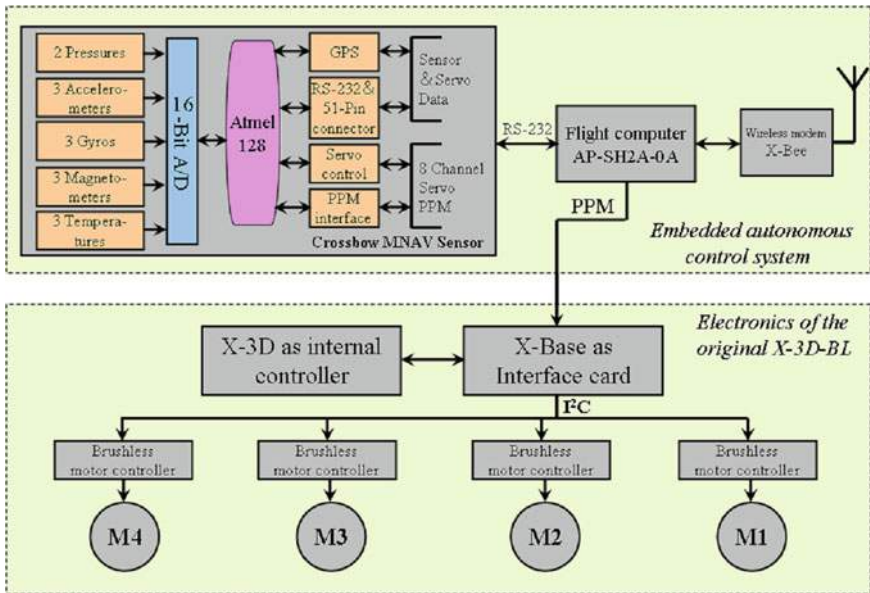 2 Pressures
3 Accelero-
meters
3 Gyros
3 Magneto-
meters
3 Tempera-
tures
16-Bit A/D
Atmel
128
GPS
RS-232&
51-Pin
connector
Servo
control
PPM
interface
Sensor
& Servo
Data
8 Channel
Servo
PPM
Crossbow MNAV Sensor
RS-232
Flight computer
AP-SH2A-0A
Wireless modem
X-Bee
PPM
Embedded autonomous
control system
Electronics of the
original X-3D-BL
X-3D as internal
controller
X-Base as
Interface card
I²C
Brushless
motor controller
Brushless
motor controller
Brushless
motor controller
Brushless
motor controller
M4
M3
M2
M1